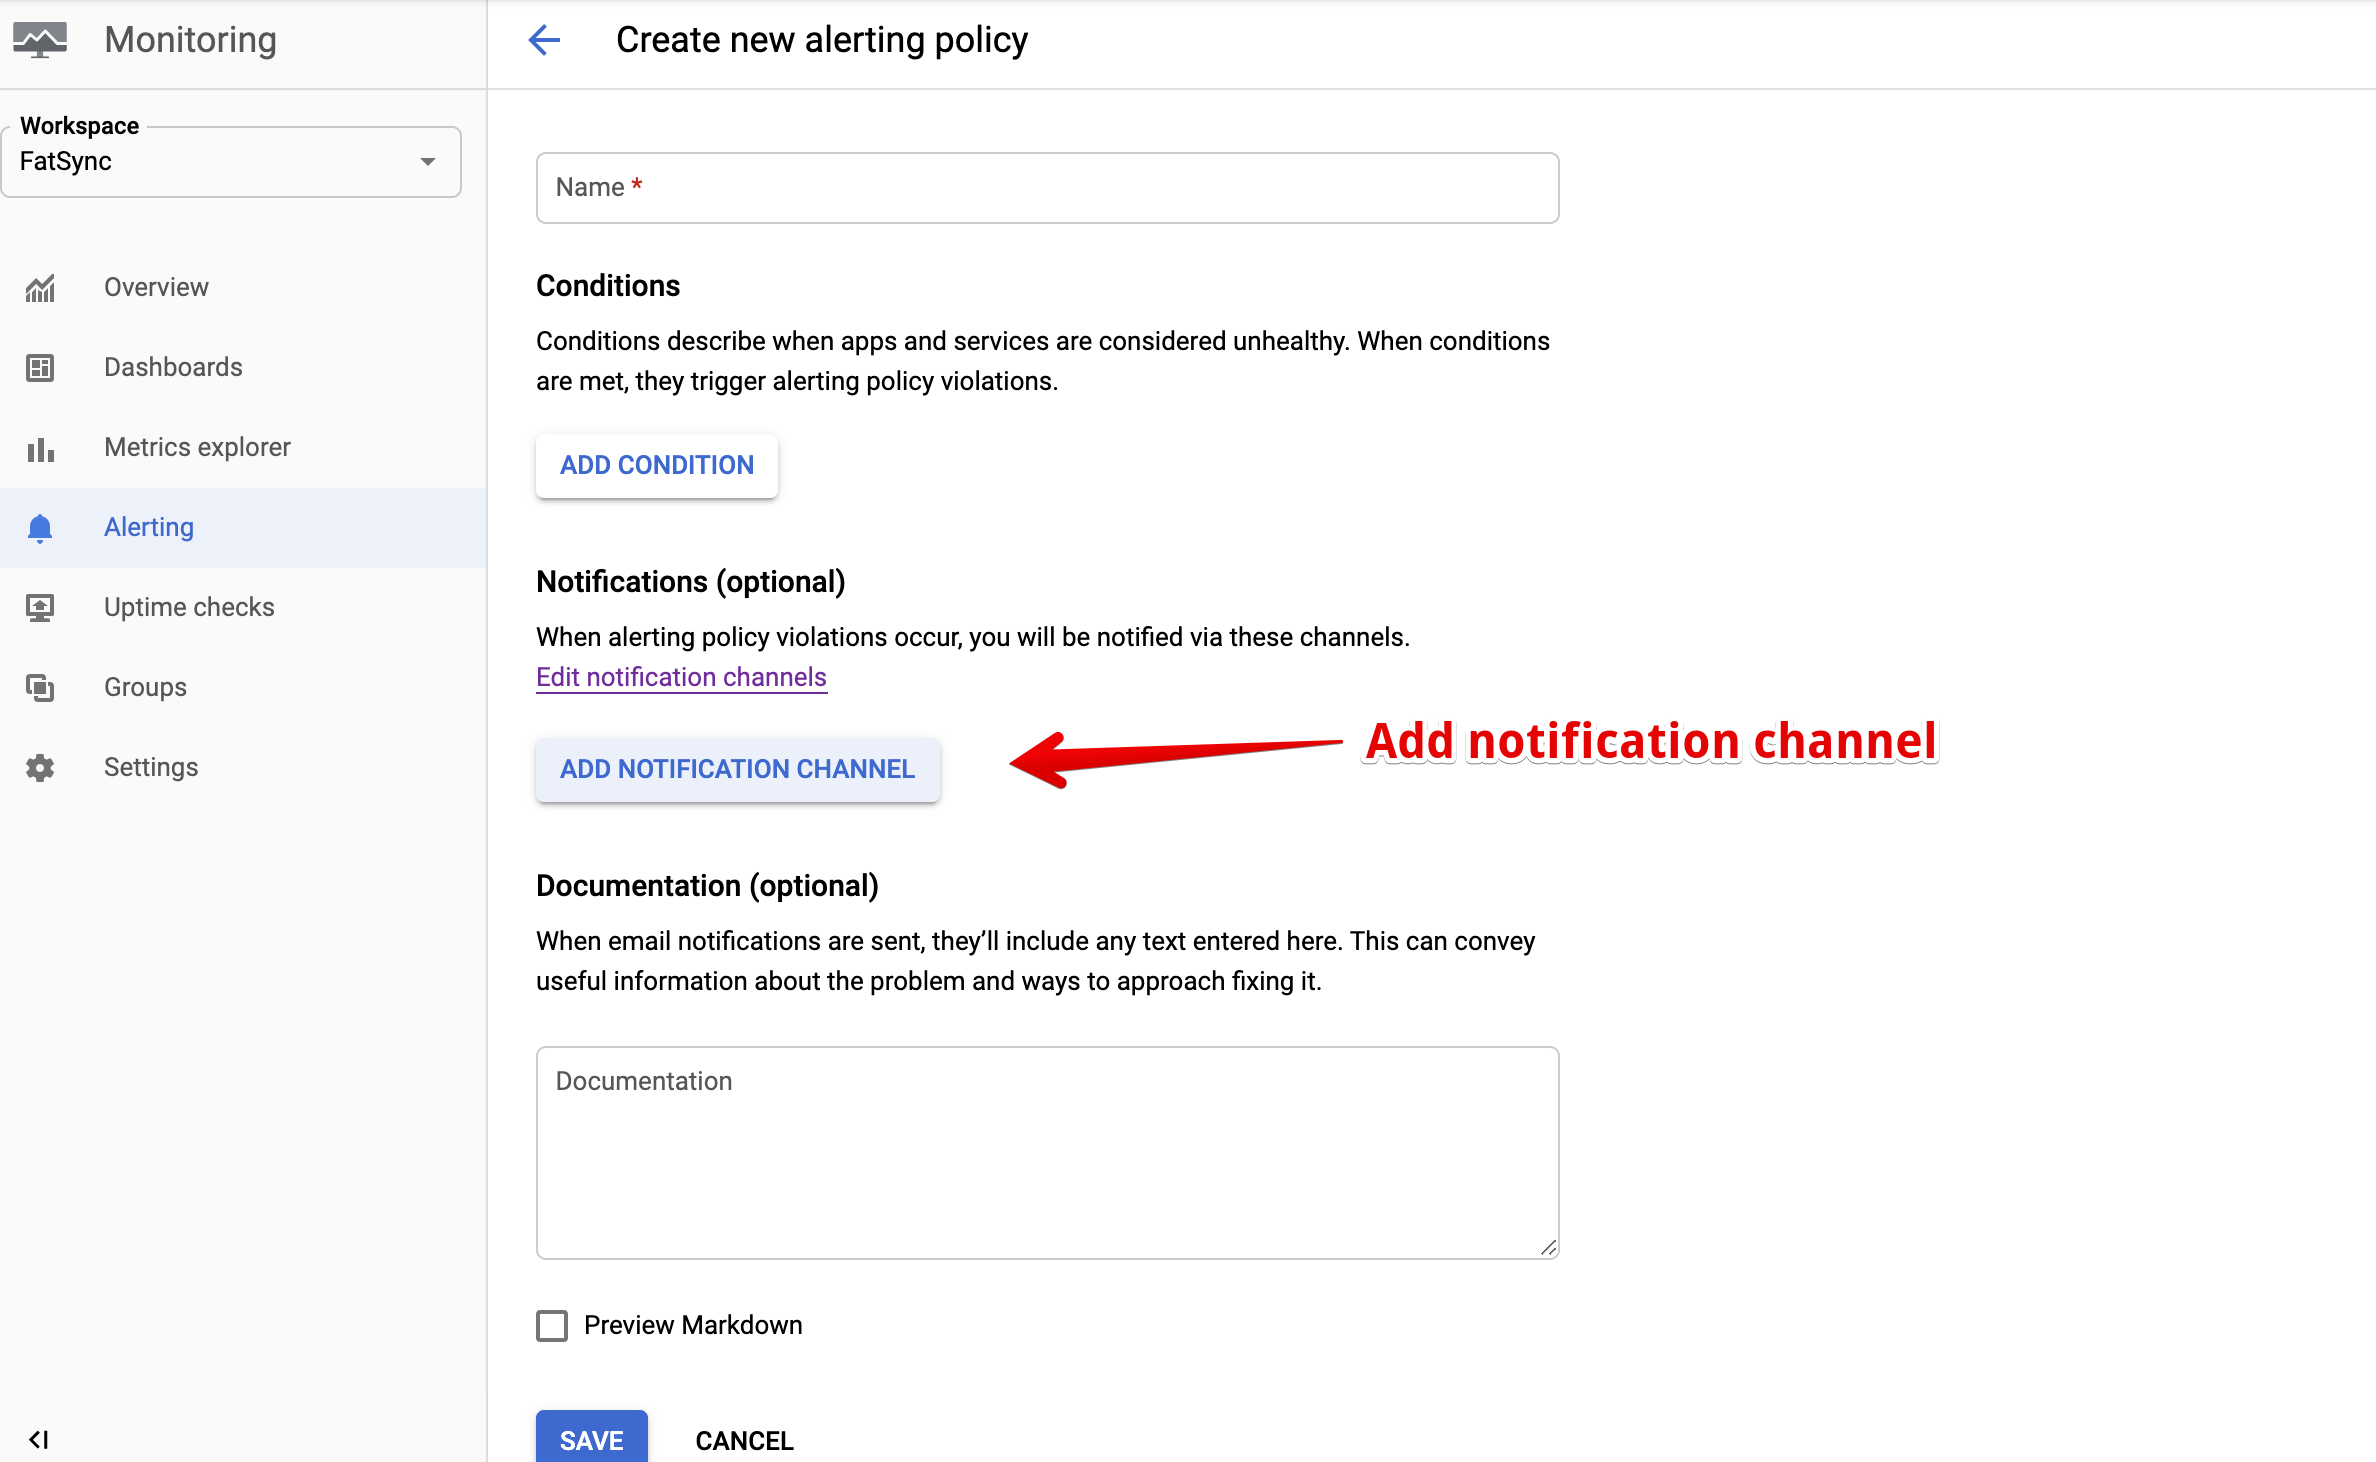 Monitoring
Create new alerting policy
Workspace
FatSync
Overview
Dashboards
Metrics explorer
Alerting
Uptime checks
Groups
Settings
Name *
Conditions
Conditions describe when apps and services are considered unhealthy. When conditions
are met, they trigger alerting policy violations.
ADD CONDITION
Notifications (optional)
When alerting policy violations occur, you will be notified via these channels.
Edit notification channels
ADD NOTIFICATION CHANNEL
Add notification channel
Documentation (optional)
When email notifications are sent, they’ll include any text entered here. This can convey
useful information about the problem and ways to approach fixing it.
Documentation
Preview Markdown
SAVE
CANCEL